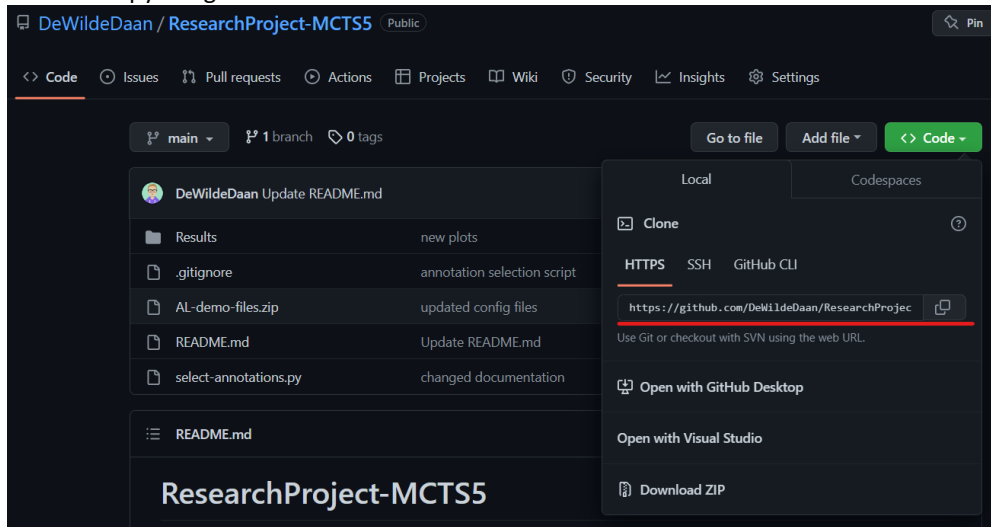 DeWildeDaan / ResearchProject-MCTS5 Public Pin
Code Issues Pull requests Actions Projects Wiki Security Insights Settings
main 1 branch 0 tags Go to file Add file Code
Local Codespaces
DeWildeDaan Update README.md
Clone
Results new plots
HTTPS SSH GitHub CLI
.gitignore annotation selection script
https://github.com/DeWildeDaan/ResearchProjec
AL-demo-files.zip updated config files
Use Git or checkout with SVN using the web URL.
README.md Update README.md
select-annotations.py changed documentation
Open with GitHub Desktop
README.md
Open with Visual Studio
ResearchProject-MCTS5
Download ZIP